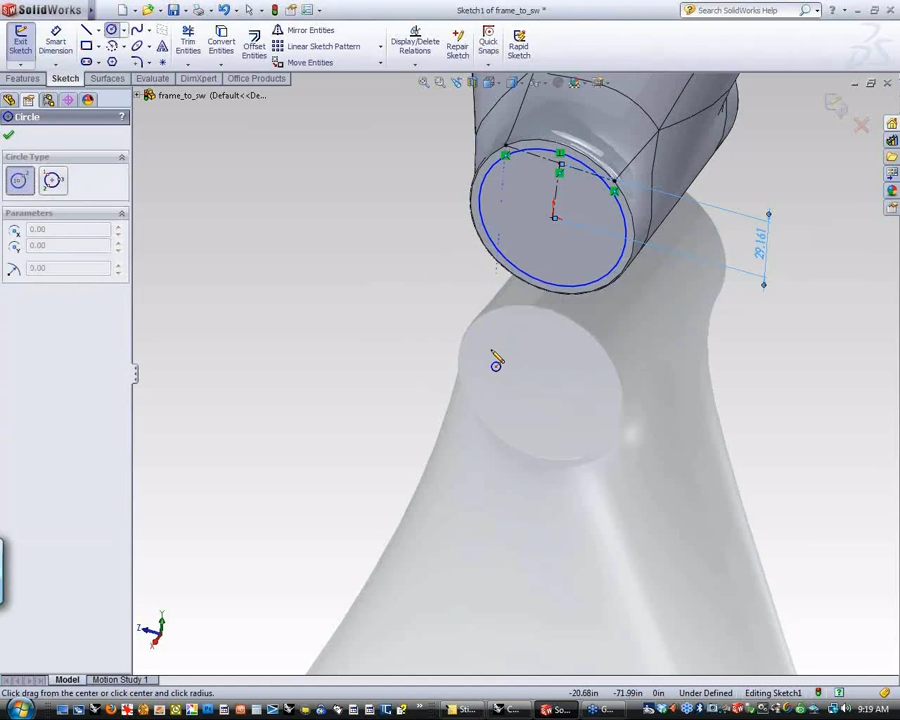 SolidWorks
Sketch1 of frame_to_sw *
Search SolidWorks Help
Exit Sketch
Smart Dimension
Trim Entities
Convert Entities
Offset Entities
Mirror Entities
Linear Sketch Pattern
Move Entities
Display/Delete Relations
Repair Sketch
Quick Snaps
Rapid Sketch
Features
Sketch
Surfaces
Evaluate
DimXpert
Office Products
frame_to_sw (Default<<De...
Circle
?
Circle Type
Parameters
0.00
0.00
0.00
29.161
Y
Z
X
Model
Motion Study 1
Click drag from the center or click center and radius.
-20.68in
-71.99in
0in
Under Defined
Editing Sketch1
Sti...
C...
So...
G...
9:19 AM